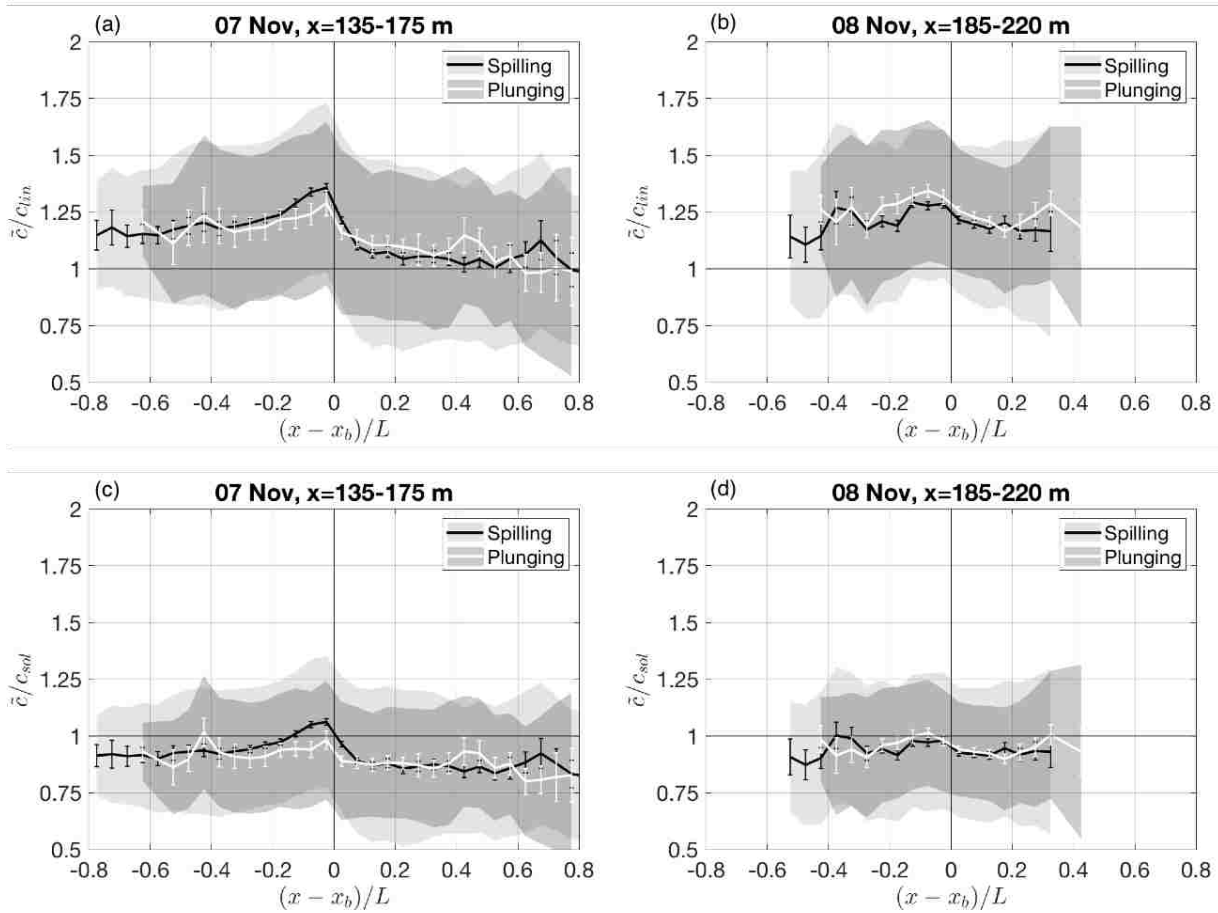 (a) 07 Nov, x=135-175 m
2
1.75
1.5
1.25
1
0.75
0.5
c̃/c_lin
Spilling
Plunging
-0.8 -0.6 -0.4 -0.2 0 0.2 0.4 0.6 0.8
(x − x_b)/L
(b) 08 Nov, x=185-220 m
2
1.75
1.5
1.25
1
0.75
0.5
c̃/c_lin
Spilling
Plunging
-0.8 -0.6 -0.4 -0.2 0 0.2 0.4 0.6 0.8
(x − x_b)/L
(c) 07 Nov, x=135-175 m
2
1.75
1.5
1.25
1
0.75
0.5
c̃/c_sol
Spilling
Plunging
-0.8 -0.6 -0.4 -0.2 0 0.2 0.4 0.6 0.8
(x − x_b)/L
(d) 08 Nov, x=185-220 m
2
1.75
1.5
1.25
1
0.75
0.5
c̃/c_sol
Spilling
Plunging
-0.8 -0.6 -0.4 -0.2 0 0.2 0.4 0.6 0.8
(x − x_b)/L